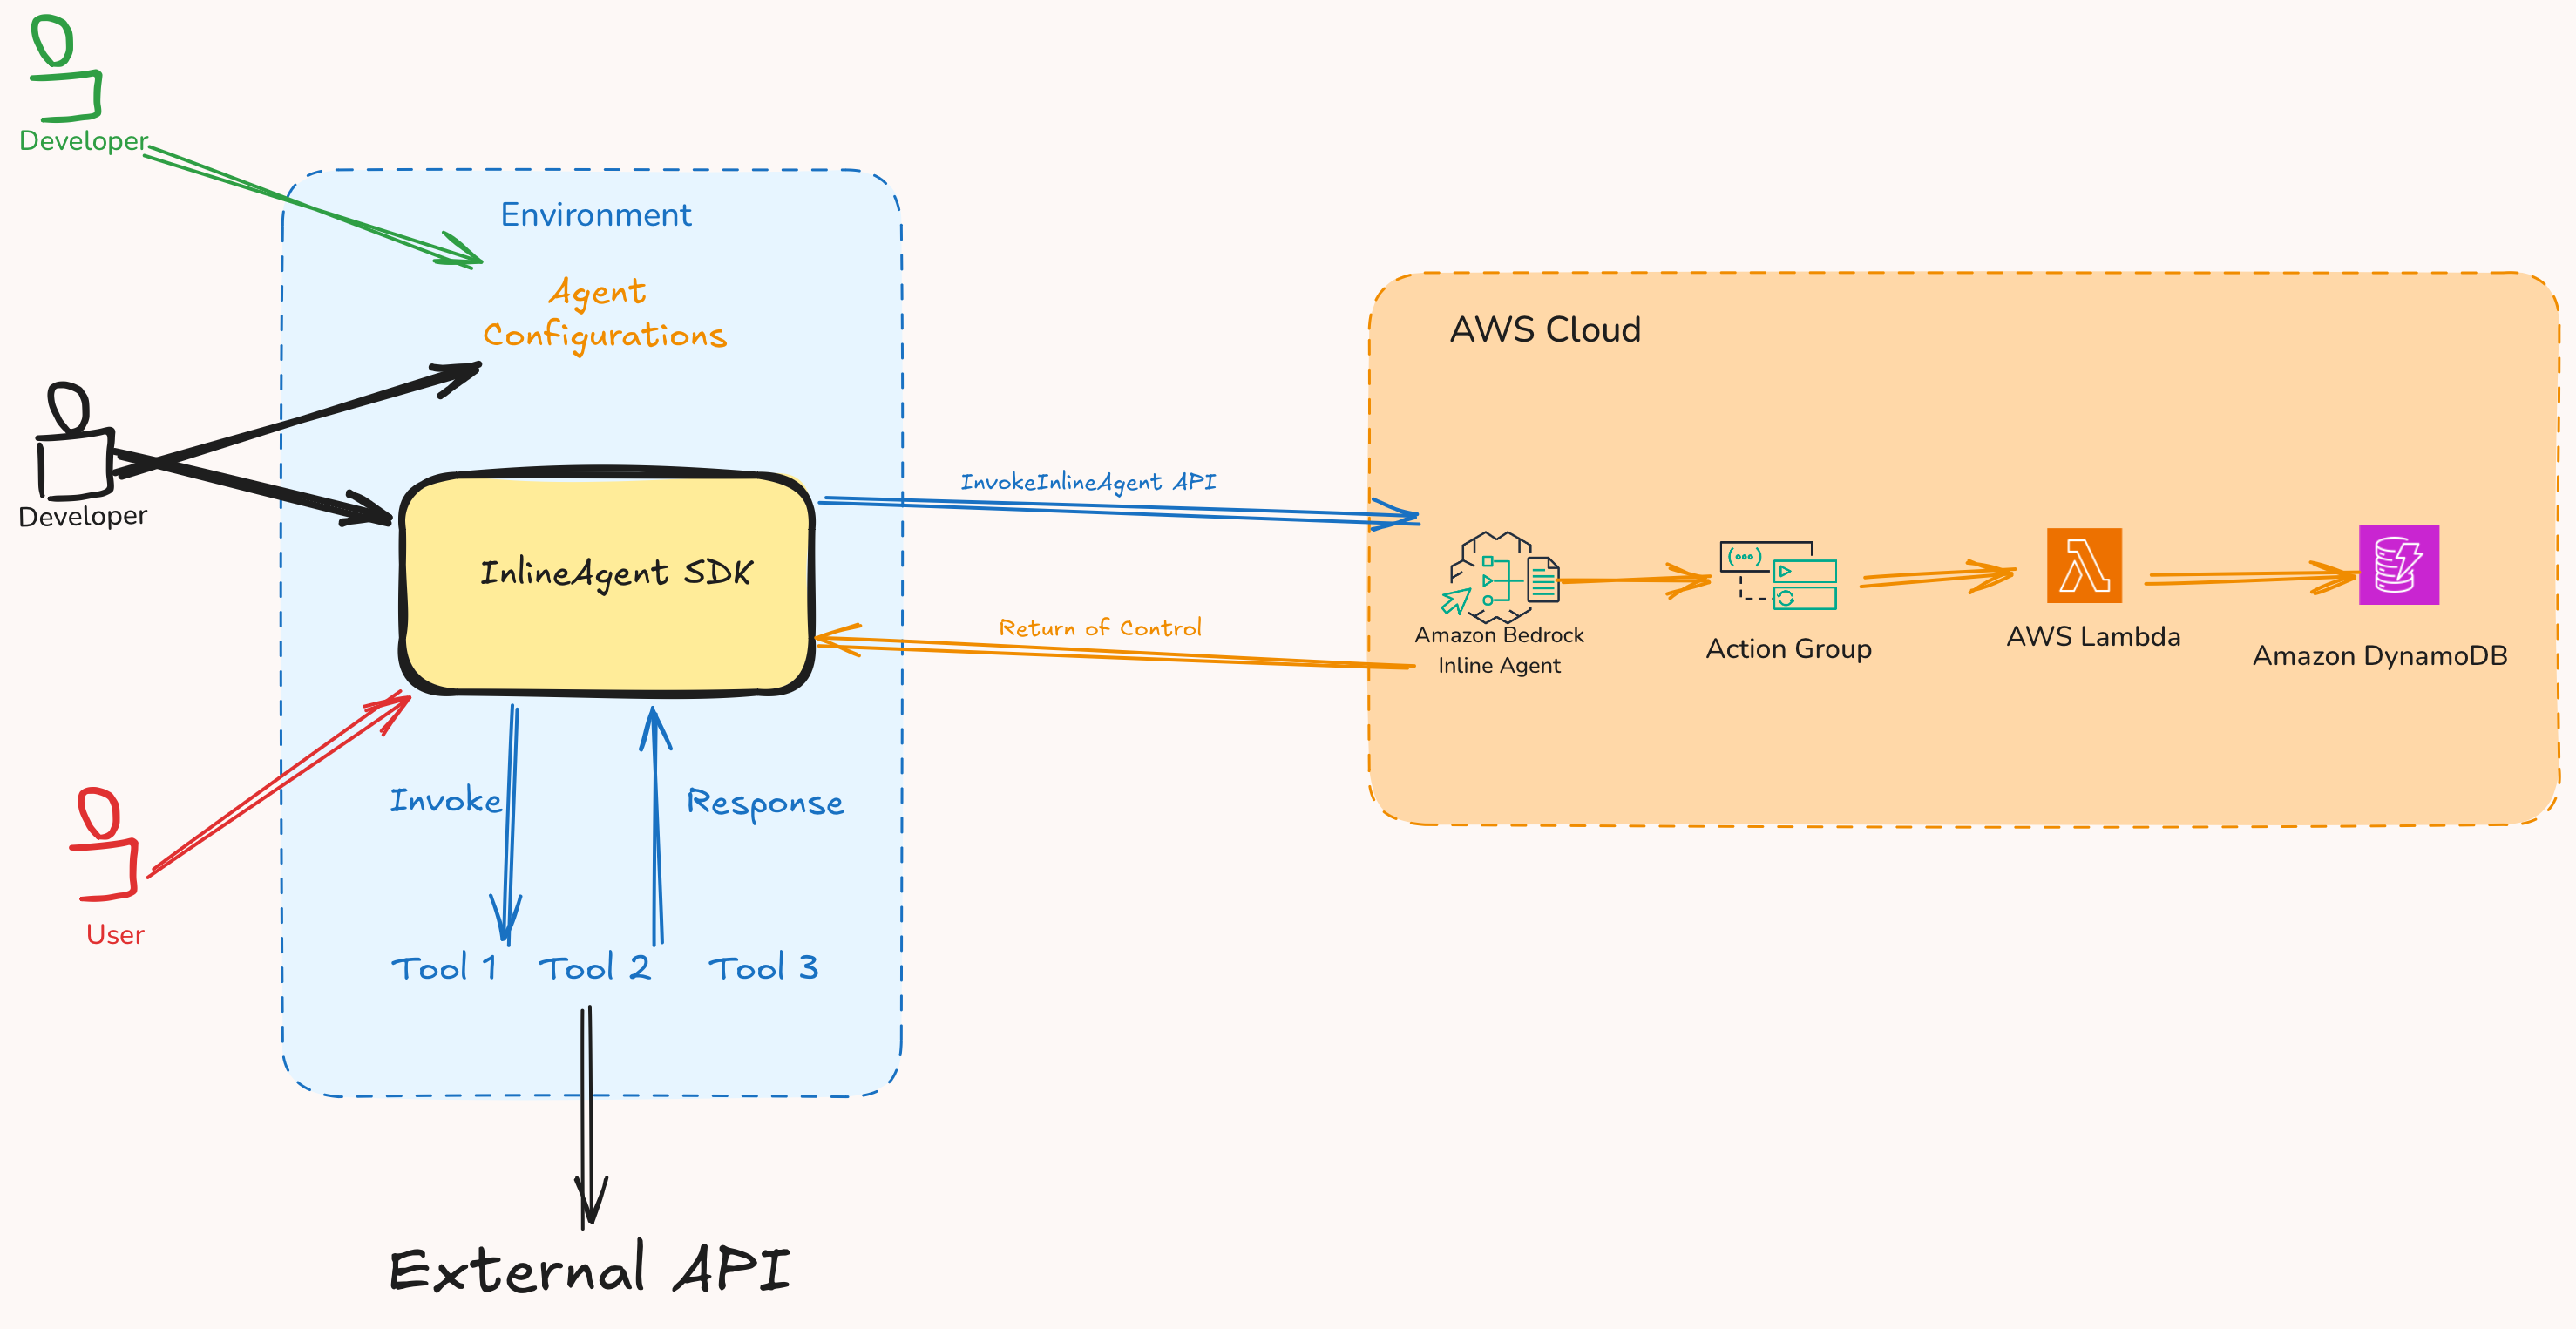 Developer
Environment
Agent
Configurations
AWS Cloud
Developer
InvokeInlineAgent API
InlineAgent SDK
Return of Control
Amazon Bedrock
Inline Agent
Action Group
AWS Lambda
Amazon DynamoDB
Invoke
Response
User
Tool 1
Tool 2
Tool 3
External API